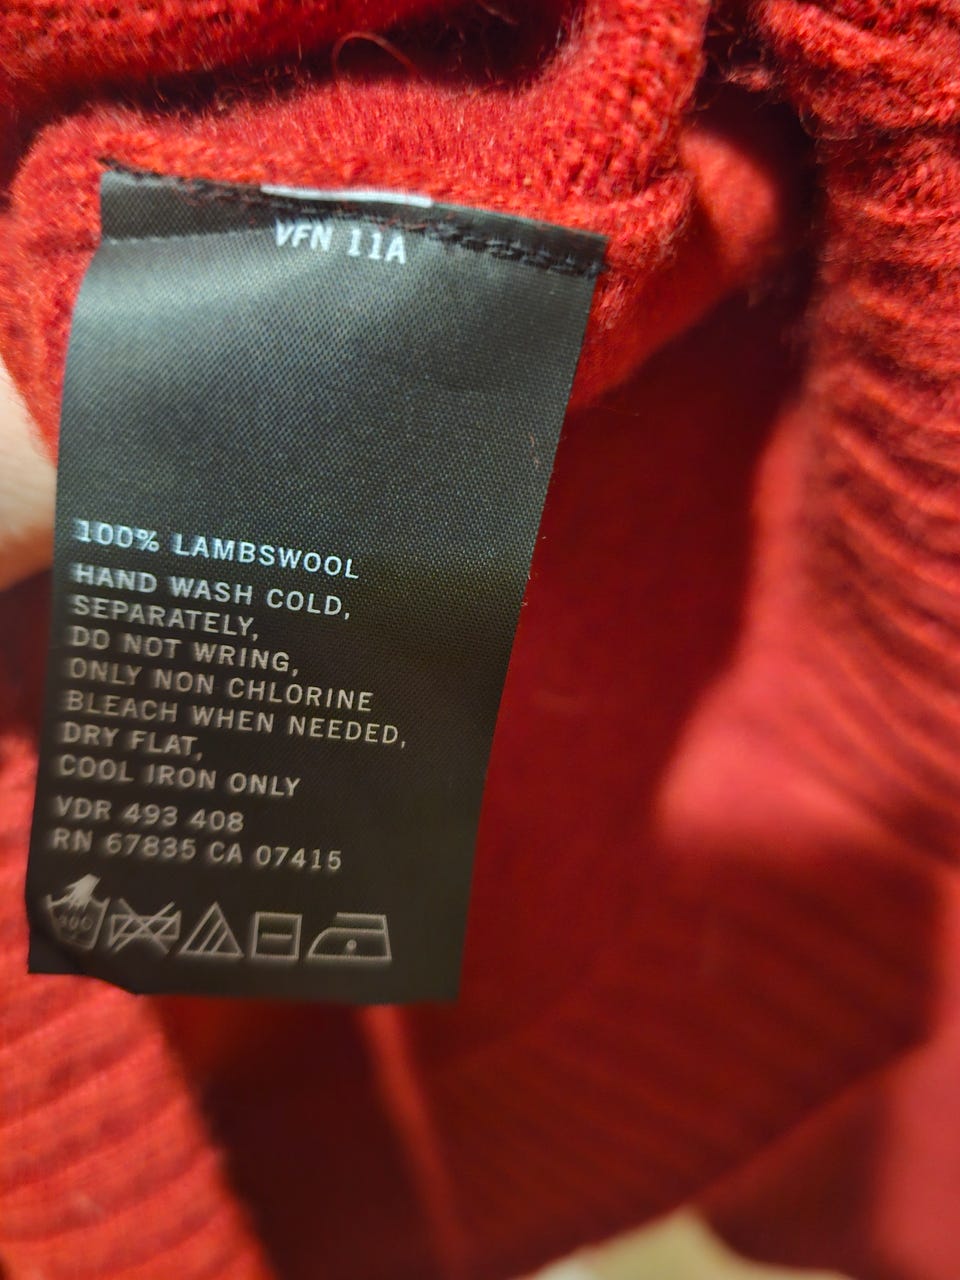 VFN 11A
100% LAMBSWOOL
HAND WASH COLD,
SEPARATELY,
DO NOT WRING,
ONLY NON CHLORINE
BLEACH WHEN NEEDED,
DRY FLAT,
COOL IRON ONLY
VDR 493 408
RN 67835 CA 07415